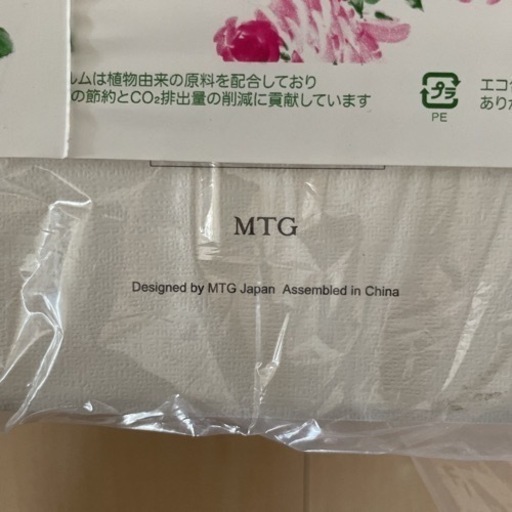 ルムは植物由来の原料を配合しており
の節約とCO₂排出量の削減に貢献しています
プラ
PE
エコ
あり
MTG
Designed by MTG Japan Assembled in China